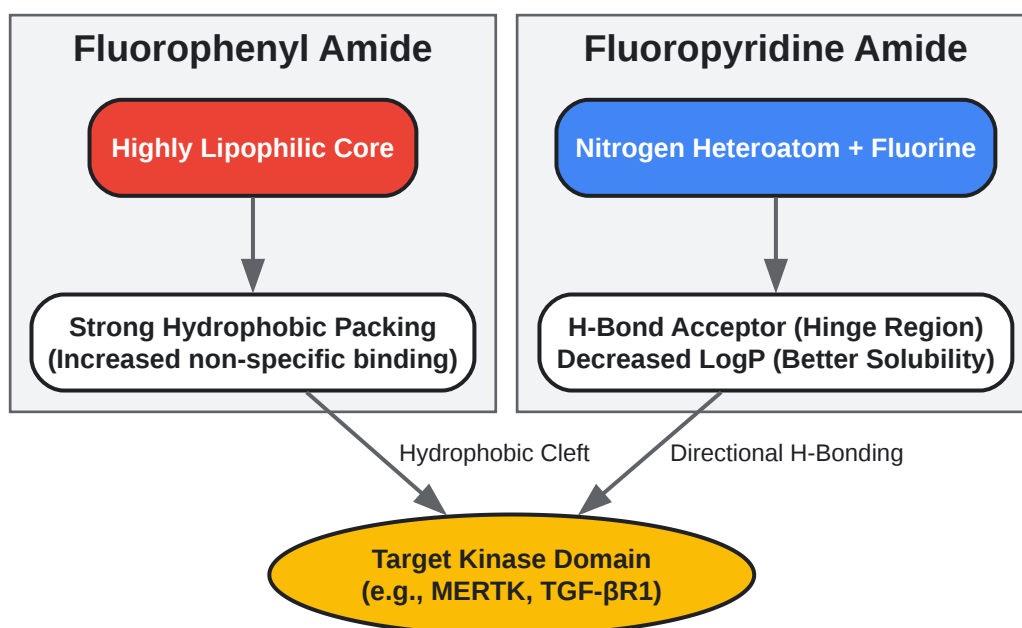 Fluorophenyl Amide
Highly Lipophilic Core
Strong Hydrophobic Packing
(Increased non-specific binding)
Fluoropyridine Amide
Nitrogen Heteroatom + Fluorine
H-Bond Acceptor (Hinge Region)
Decreased LogP (Better Solubility)
Hydrophobic Cleft
Directional H-Bonding
Target Kinase Domain
(e.g., MERTK, TGF-βR1)